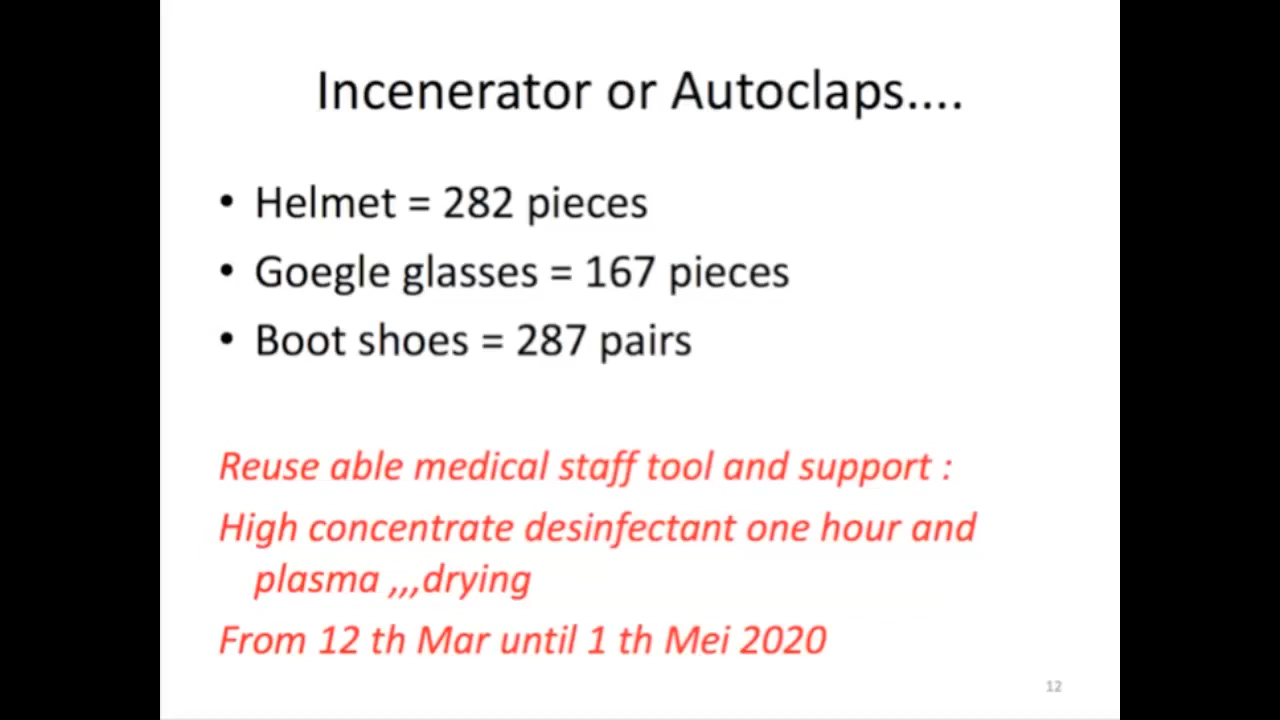 Incenerator or Autoclaps....
• Helmet = 282 pieces
• Goegle glasses = 167 pieces
• Boot shoes = 287 pairs
Reuse able medical staff tool and support :
High concentrate desinfectant one hour and
plasma ,,,drying
From 12 th Mar until 1 th Mei 2020
12